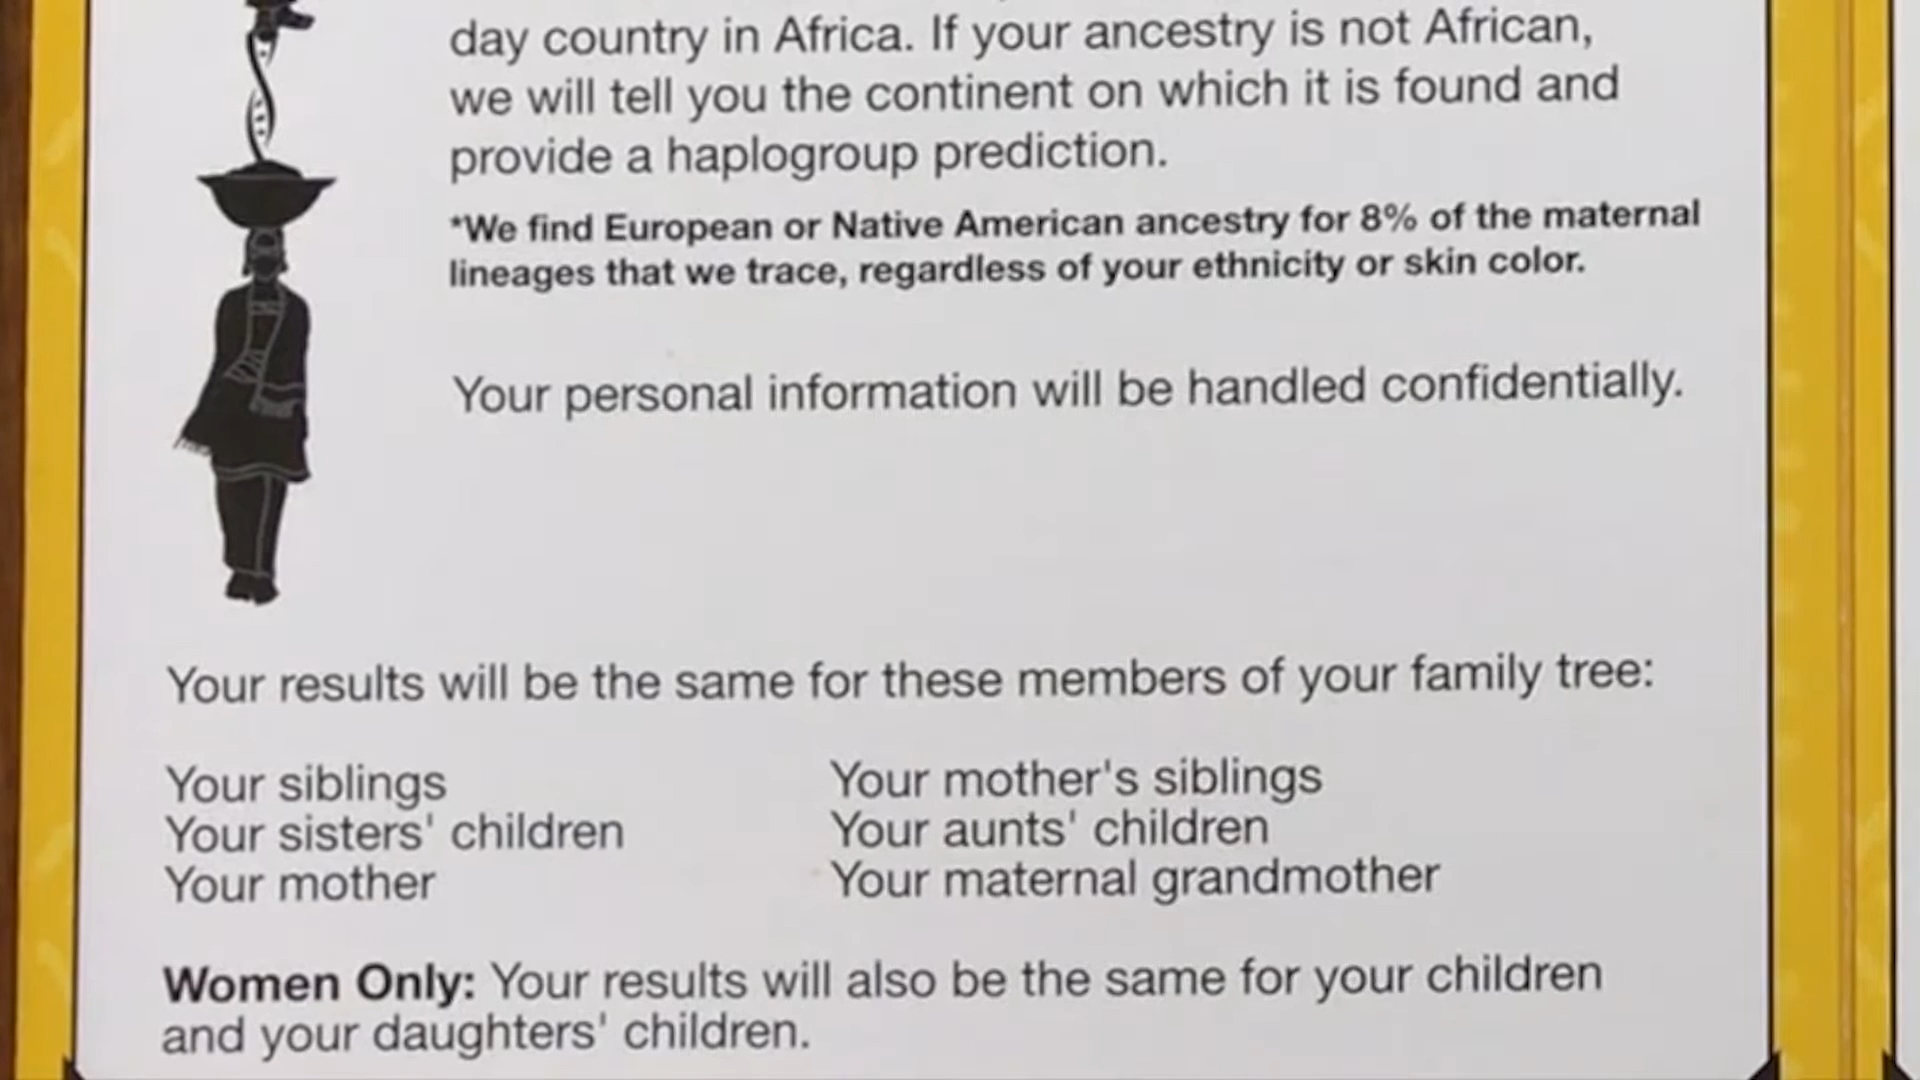 day country in Africa. If your ancestry is not African,
we will tell you the continent on which it is found and
provide a haplogroup prediction.
*We find European or Native American ancestry for 8% of the maternal
lineages that we trace, regardless of your ethnicity or skin color.
Your personal information will be handled confidentially.
Your results will be the same for these members of your family tree:
Your siblings
Your sisters' children
Your mother
Your mother's siblings
Your aunts' children
Your maternal grandmother
Women Only: Your results will also be the same for your children
and your daughters' children.